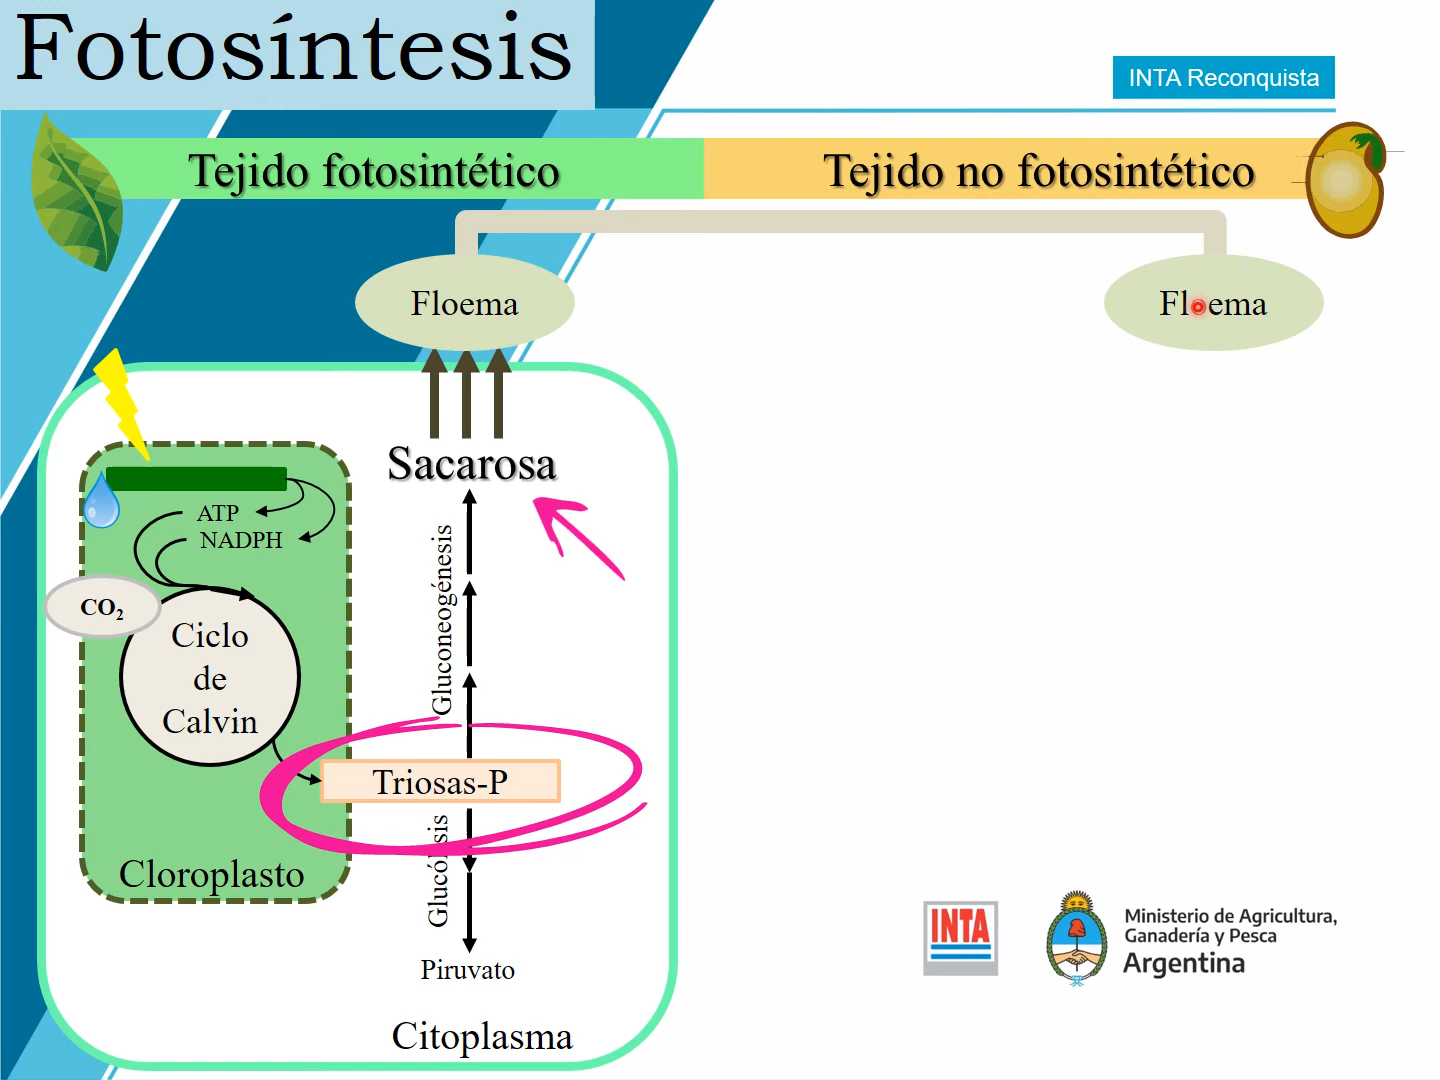 Fotosíntesis
INTA Reconquista
Tejido fotosintético
Tejido no fotosintético
Floema
Floema
Sacarosa
ATP
NADPH
CO₂
Ciclo
de
Calvin
Gluconeogénesis
Triosas-P
Glucólisis
Cloroplasto
Piruvato
Citoplasma
INTA
Ministerio de Agricultura,
Ganadería y Pesca
Argentina